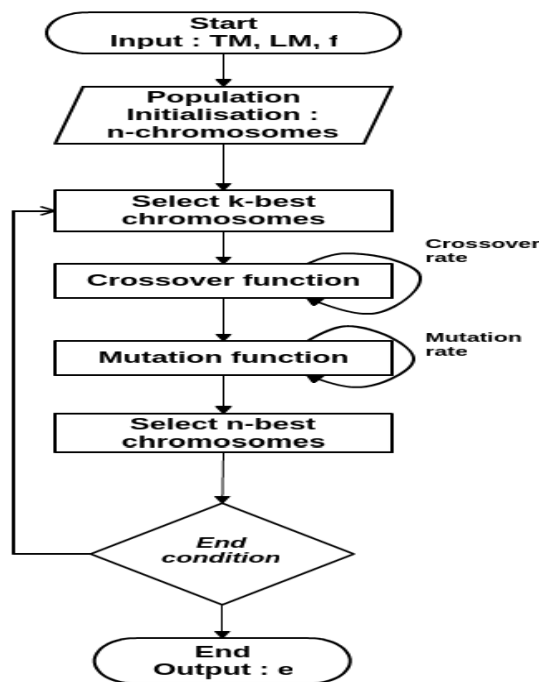 Start
Input : TM, LM, f
Population
Initialisation :
n-chromosomes
Select k-best
chromosomes
Crossover
rate
Crossover function
Mutation
rate
Mutation function
Select n-best
chromosomes
End
condition
End
Output : e